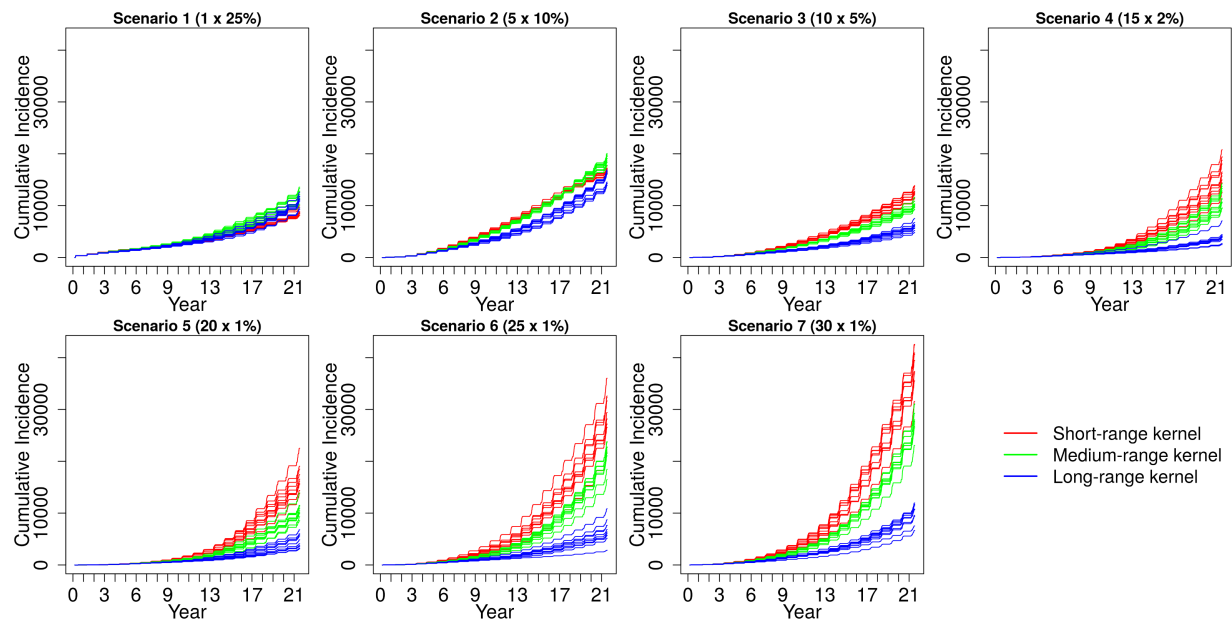 Scenario 1 (1 x 25%)
Cumulative Incidence
0 10000 30000
0 3 6 9 13 17 21
Year
Scenario 2 (5 x 10%)
Cumulative Incidence
0 10000 30000
0 3 6 9 13 17 21
Year
Scenario 3 (10 x 5%)
Cumulative Incidence
0 10000 30000
0 3 6 9 13 17 21
Year
Scenario 4 (15 x 2%)
Cumulative Incidence
0 10000 30000
0 3 6 9 13 17 21
Year
Scenario 5 (20 x 1%)
Cumulative Incidence
0 10000 30000
0 3 6 9 13 17 21
Year
Scenario 6 (25 x 1%)
Cumulative Incidence
0 10000 30000
0 3 6 9 13 17 21
Year
Scenario 7 (30 x 1%)
Cumulative Incidence
0 10000 30000
0 3 6 9 13 17 21
Year
Short-range kernel
Medium-range kernel
Long-range kernel